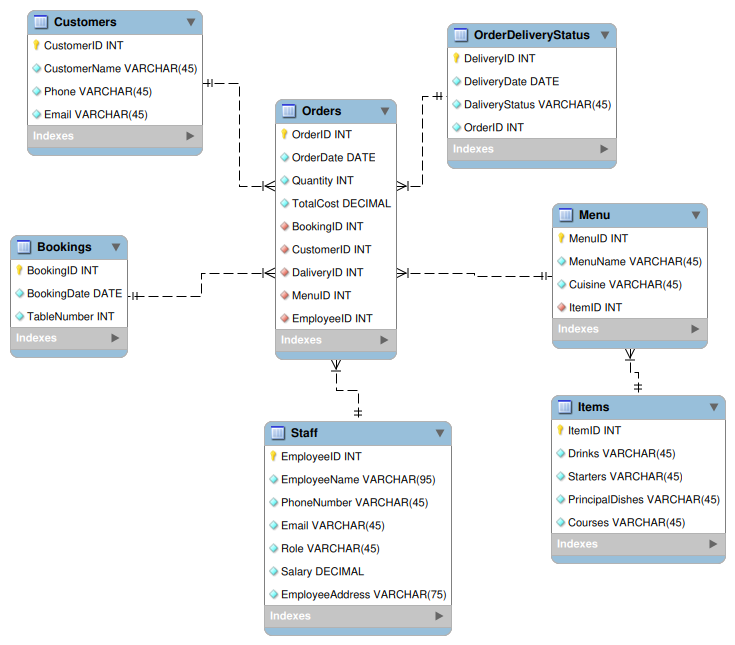 Customers
CustomerID INT
CustomerName VARCHAR(45)
Phone VARCHAR(45)
Email VARCHAR(45)
Indexes
OrderDeliveryStatus
DeliveryID INT
DeliveryDate DATE
DaliveryStatus VARCHAR(45)
OrderID INT
Indexes
Orders
OrderID INT
OrderDate DATE
Quantity INT
TotalCost DECIMAL
BookingID INT
CustomerID INT
DaliveryID INT
MenuID INT
EmployeeID INT
Indexes
Bookings
BookingID INT
BookingDate DATE
TableNumber INT
Indexes
Menu
MenuID INT
MenuName VARCHAR(45)
Cuisine VARCHAR(45)
ItemID INT
Indexes
Staff
EmployeeID INT
EmployeeName VARCHAR(95)
PhoneNumber VARCHAR(45)
Email VARCHAR(45)
Role VARCHAR(45)
Salary DECIMAL
EmployeeAddress VARCHAR(75)
Indexes
Items
ItemID INT
Drinks VARCHAR(45)
Starters VARCHAR(45)
PrincipalDishes VARCHAR(45)
Courses VARCHAR(45)
Indexes